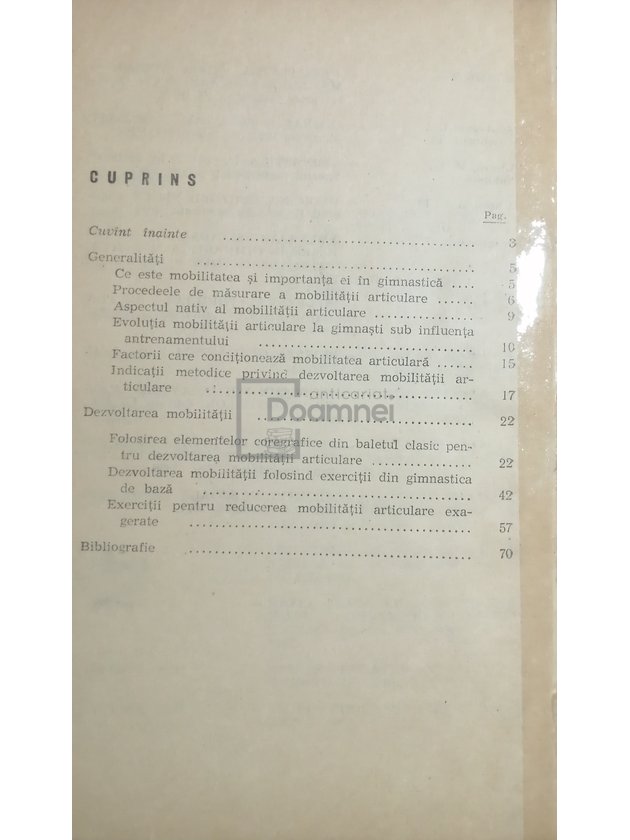 CUPRINS
Pag.
Cuvînt înainte ........ 3
Generalități ........ 5
Ce este mobilitatea și importanța ei în gimnastică .... 5
Procedeele de măsurare a mobilității articulare ...... 6
Aspectul nativ al mobilității articulare ........ 9
Evoluția mobilității articulare la gimnaști sub influența
antrenamentului ........ 10
Factorii care condiționează mobilitatea articulară ...... 15
Indicații metodice privind dezvoltarea mobilității ar-
ticulare ........ 17
anticariat
Doamnei
Dezvoltarea mobilității ........ 22
Folosirea elementelor coregrafice din baletul clasic pen-
tru dezvoltarea mobilității articulare ........ 22
Dezvoltarea mobilității folosind exerciții din gimnastica
de bază ........ 42
Exerciții pentru reducerea mobilității articulare exa-
gerate ........ 57
Bibliografie ........ 70